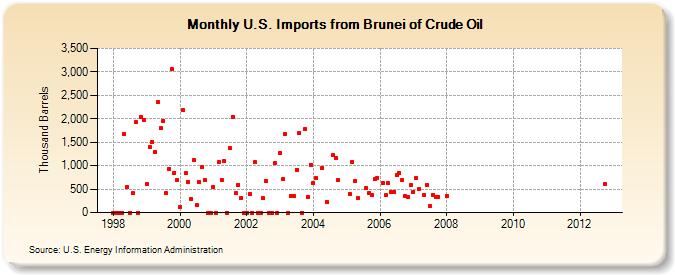 Monthly U.S. Imports from Brunei of Crude Oil
Thousand Barrels
3,500
3,000
2,500
2,000
1,500
1,000
500
0
1998 2000 2002 2004 2006 2008 2010 2012
Source: U.S. Energy Information Administration